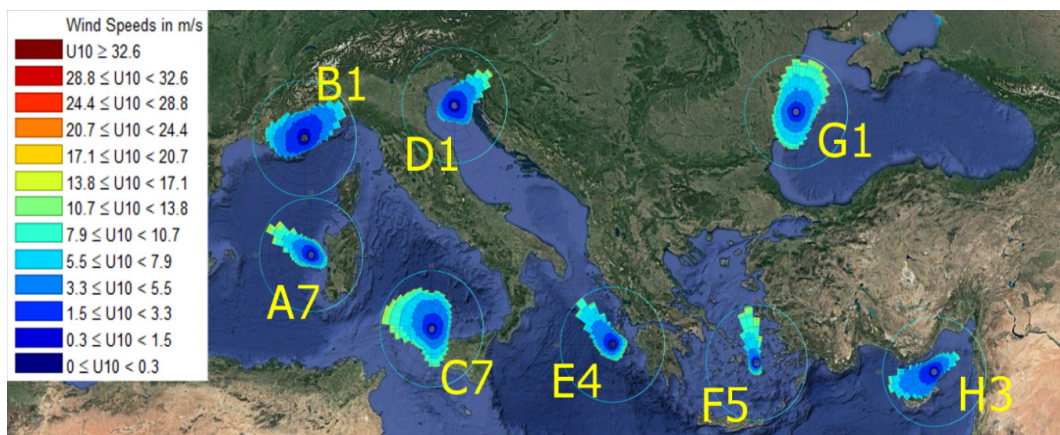 Wind Speeds in m/s
U10 ≥ 32.6
28.8 ≤ U10 < 32.6
24.4 ≤ U10 < 28.8
20.7 ≤ U10 < 24.4
17.1 ≤ U10 < 20.7
13.8 ≤ U10 < 17.1
10.7 ≤ U10 < 13.8
7.9 ≤ U10 < 10.7
5.5 ≤ U10 < 7.9
3.3 ≤ U10 < 5.5
1.5 ≤ U10 < 3.3
0.3 ≤ U10 < 1.5
0 ≤ U10 < 0.3
B1
D1
G1
A7
C7
E4
F5
H3